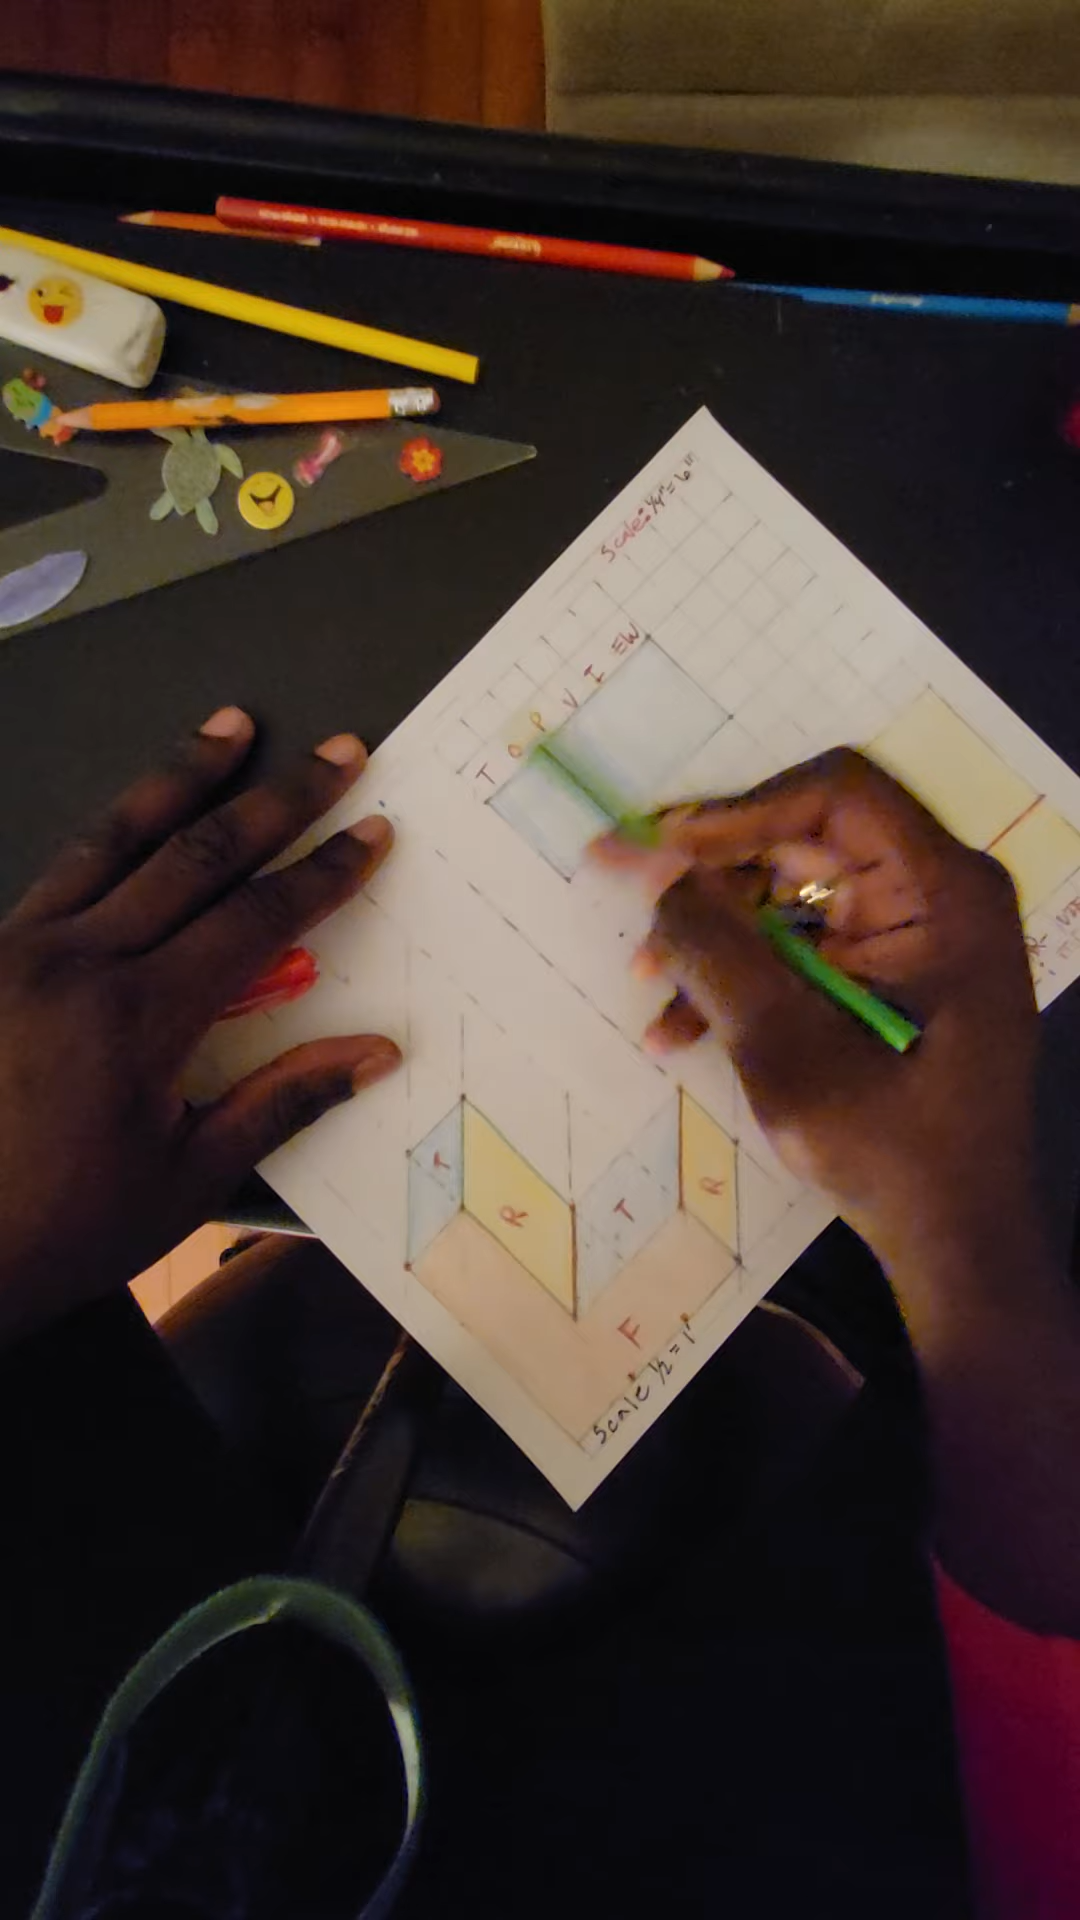 Scale: 1/4" = 6"
TOP VIEW
T
R
T
R
F
Scale 1/2 = 1"